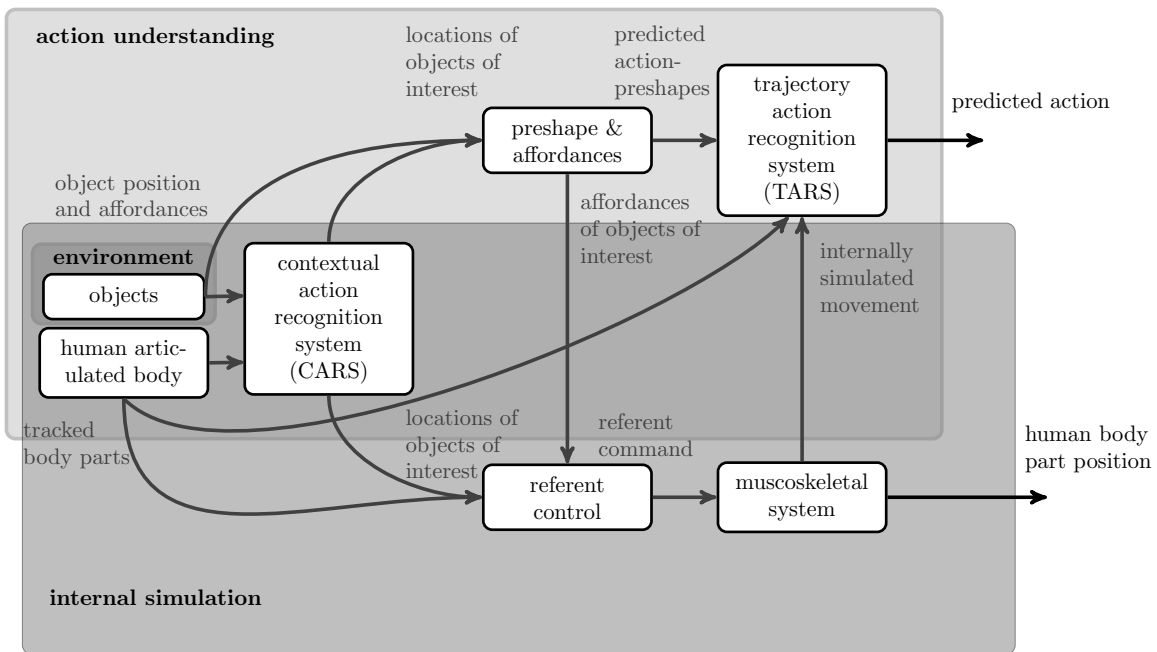 action understanding
locations of
objects of
interest
predicted
action-
preshapes
trajectory
action
recognition
system
(TARS)
predicted action
preshape &
affordances
object position
and affordances
affordances
of objects of
interest
environment
objects
contextual
action
recognition
system
(CARS)
internally
simulated
movement
human artic-
ulated body
tracked
body parts
locations of
objects of
interest
referent
command
human body
part position
referent
control
muscoskeletal
system
internal simulation